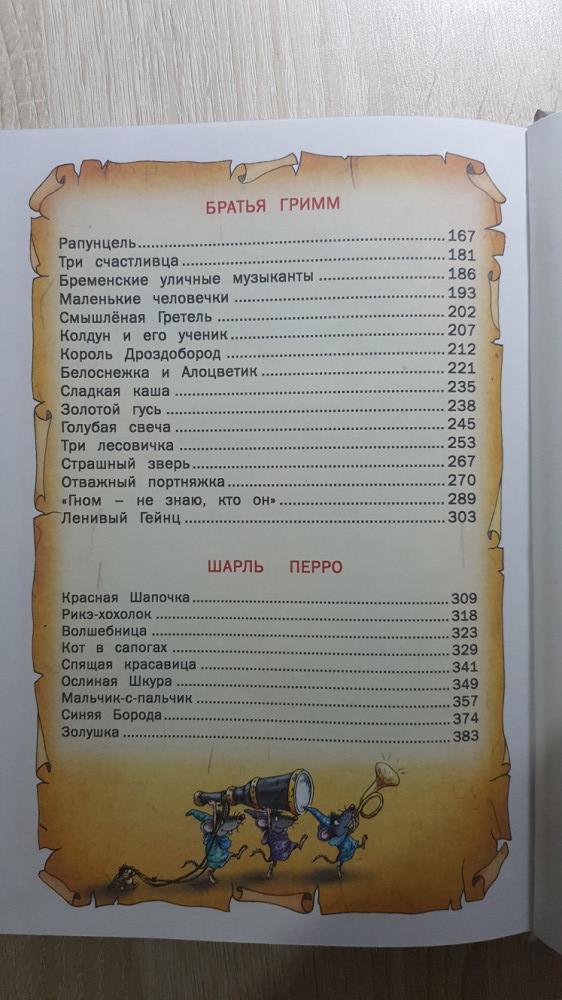 БРАТЬЯ ГРИММ
Рапунцель 167
Три счастливца 181
Бременские уличные музыканты 186
Маленькие человечки 193
Смышлёная Гретель 202
Колдун и его ученик 207
Король Дроздобород 212
Белоснежка и Алоцветик 221
Сладкая каша 235
Золотой гусь 238
Голубая свеча 245
Три лесовичка 253
Страшный зверь 267
Отважный портняжка 270
«Гном – не знаю, кто он» 289
Ленивый Гейнц 303
ШАРЛЬ ПЕРРО
Красная Шапочка 309
Рикэ-хохолок 318
Волшебница 323
Кот в сапогах 329
Спящая красавица 341
Ослиная Шкура 349
Мальчик-с-пальчик 357
Синяя Борода 374
Золушка 383